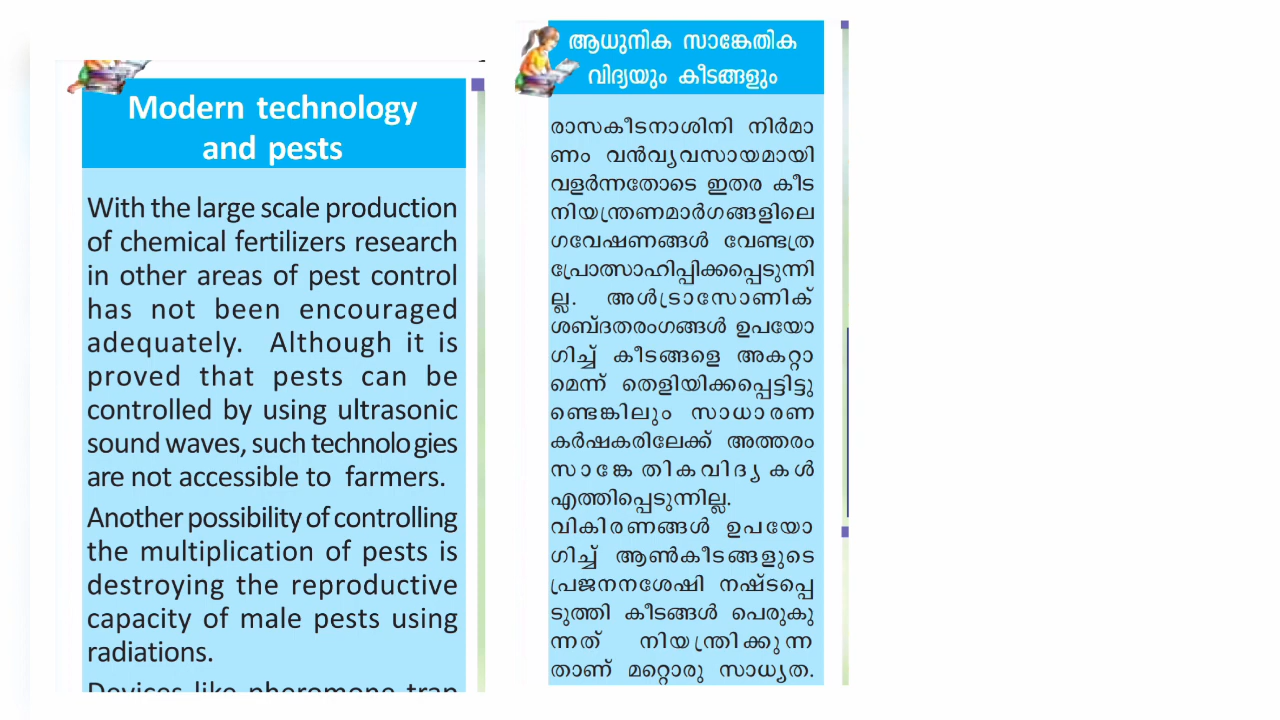 Modern technology
and pests
With the large scale production
of chemical fertilizers research
in other areas of pest control
has not been encouraged
adequately. Although it is
proved that pests can be
controlled by using ultrasonic
sound waves, such technologies
are not accessible to farmers.
Another possibility of controlling
the multiplication of pests is
destroying the reproductive
capacity of male pests using
radiations.
Devices like pheromone trap
ആധുനിക സാങ്കേതിക
വിദ്യയും കീടങ്ങളും
രാസകീടനാശിനി നിർമാ
ണം വൻവ്യവസായമായി
വളർന്നതോടെ ഇതര കീട
നിയന്ത്രണമാർഗങ്ങളിലെ
ഗവേഷണങ്ങൾ വേണ്ടത്ര
പ്രോത്സാഹിപ്പിക്കപ്പെടുന്നി
ല്ല. അൾട്രാസോണിക്
ശബ്ദതരംഗങ്ങൾ ഉപയോ
ഗിച്ച് കീടങ്ങളെ അകറ്റാ
മെന്ന് തെളിയിക്കപ്പെട്ടിട്ടു
ണ്ടെങ്കിലും സാധാരണ
കർഷകരിലേക്ക് അത്തരം
സാങ്കേതികവിദ്യകൾ
എത്തിപ്പെടുന്നില്ല.
വികിരണങ്ങൾ ഉപയോ
ഗിച്ച് ആൺകീടങ്ങളുടെ
പ്രജനനശേഷി നഷ്ടപ്പെ
ടുത്തി കീടങ്ങൾ പെരുകു
ന്നത് നിയന്ത്രിക്കുന്ന
താണ് മറ്റൊരു സാധ്യത.